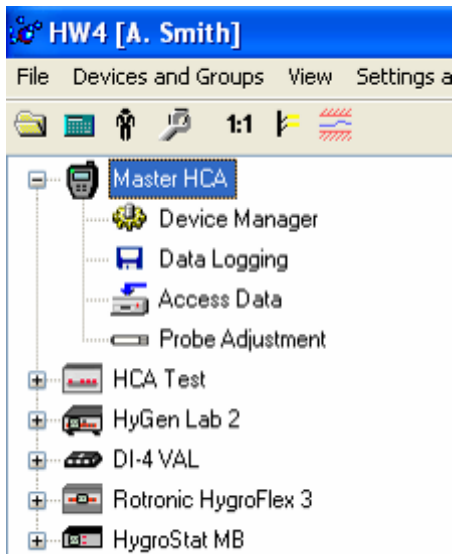 HW4 [A. Smith]
File Devices and Groups View Settings a
1:1
Master HCA
Device Manager
Data Logging
Access Data
Probe Adjustment
HCA Test
HyGen Lab 2
DI-4 VAL
Rotronic HygroFlex 3
HygroStat MB